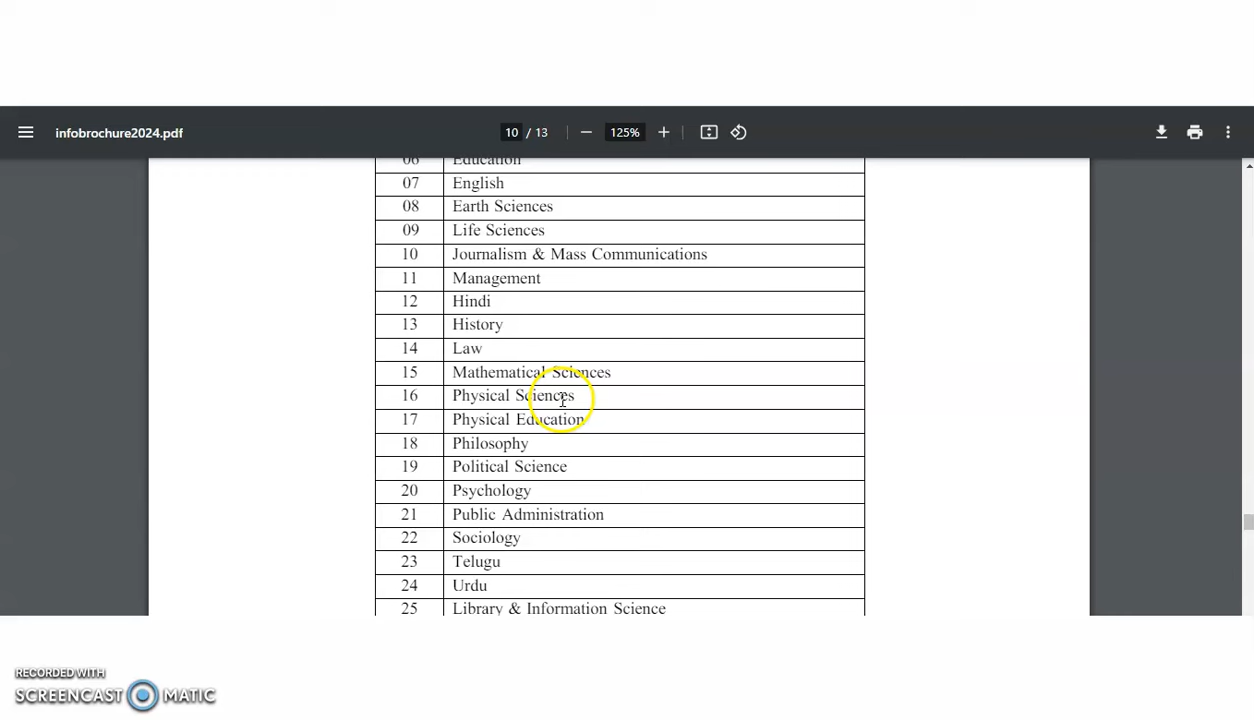 infobrochure2024.pdf 10 / 13 125%
06 Education
07 English
08 Earth Sciences
09 Life Sciences
10 Journalism & Mass Communications
11 Management
12 Hindi
13 History
14 Law
15 Mathematical Sciences
16 Physical Sciences
17 Physical Education
18 Philosophy
19 Political Science
20 Psychology
21 Public Administration
22 Sociology
23 Telugu
24 Urdu
25 Library & Information Science
RECORDED WITH
SCREENCAST MATIC